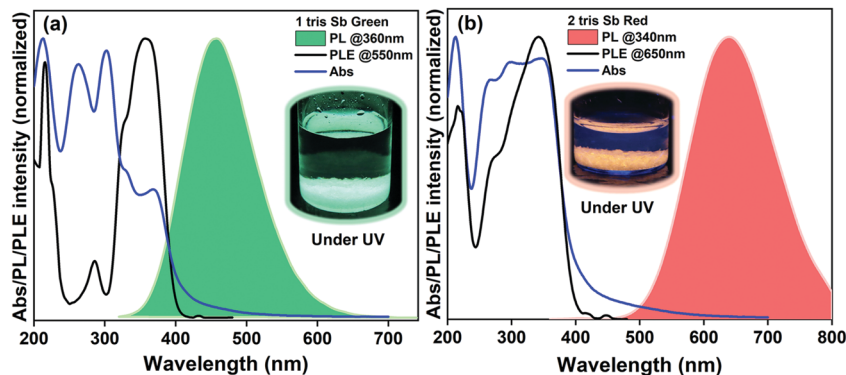 (a)
1 tris Sb Green
PL @360nm
PLE @550nm
Abs
Under UV
Abs/PL/PLE intensity (normalized)
200 300 400 500 600 700
Wavelength (nm)
(b)
2 tris Sb Red
PL @340nm
PLE @650nm
Abs
Under UV
Abs/PL/PLE intensity (normalized)
200 300 400 500 600 700 800
Wavelength (nm)